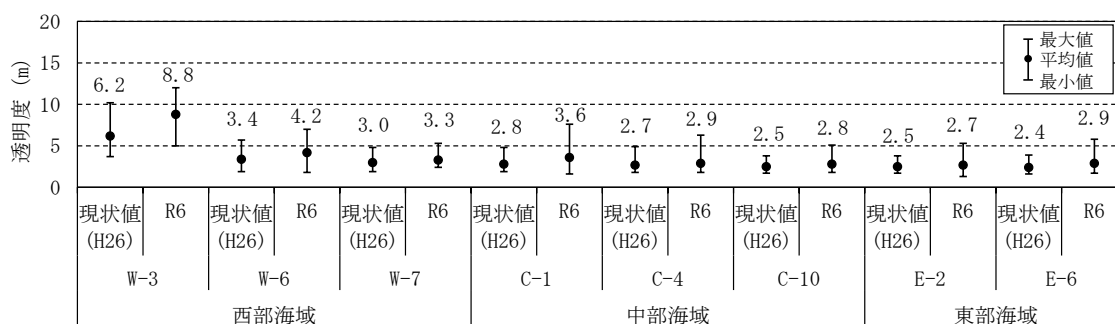 透明度 (m)
20
15
10
5
0
最大値
平均値
最小値
6.2 8.8 3.4 4.2 3.0 3.3 2.8 3.6 2.7 2.9 2.5 2.8 2.5 2.7 2.4 2.9
現状値 R6 現状値 R6 現状値 R6 現状値 R6 現状値 R6 現状値 R6 現状値 R6 現状値 R6
(H26) (H26) (H26) (H26) (H26) (H26) (H26) (H26)
W-3 W-6 W-7 C-1 C-4 C-10 E-2 E-6
西部海域 中部海域 東部海域